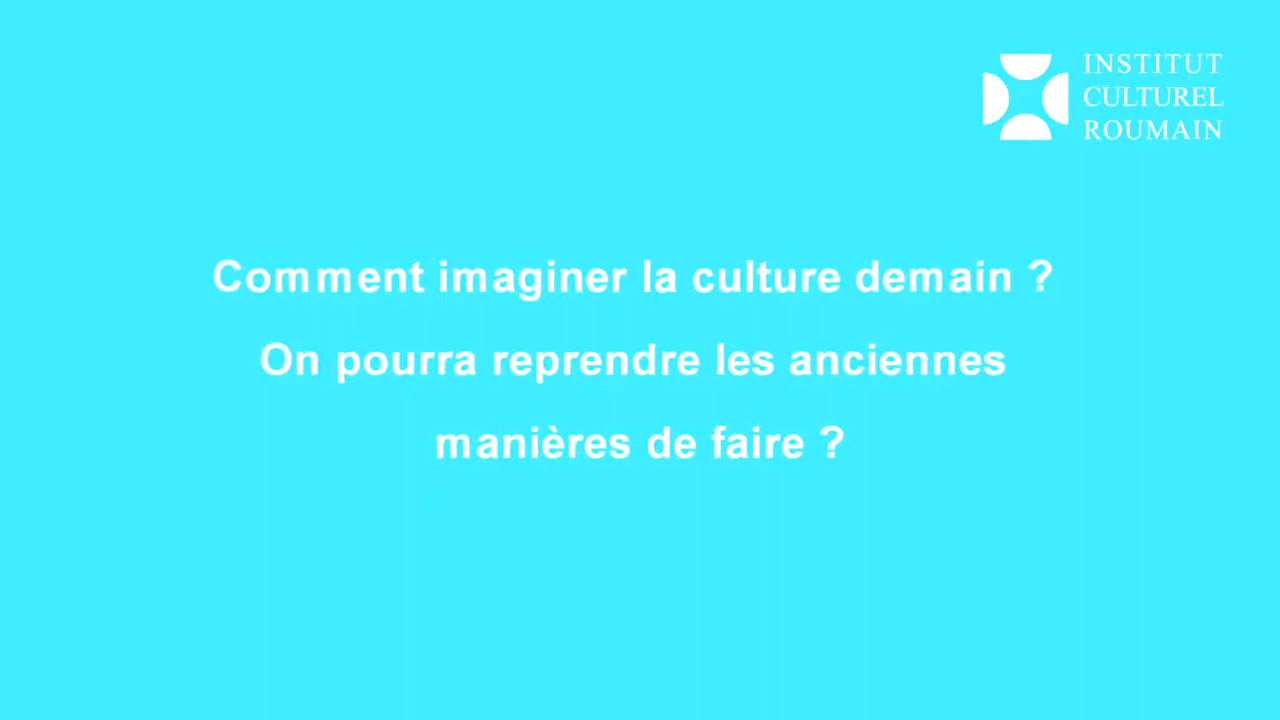 INSTITUT
CULTUREL
ROUMAIN
Comment imaginer la culture demain ?
On pourra reprendre les anciennes
manières de faire ?